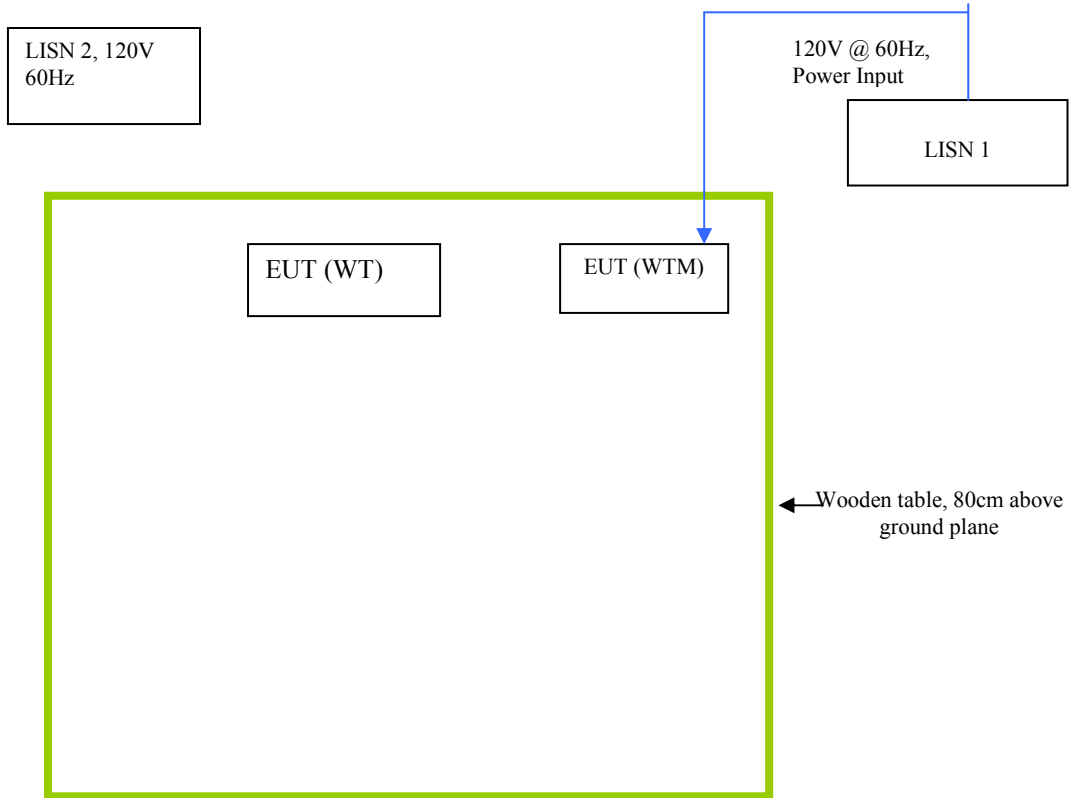 LISN 2, 120V
60Hz
120V @ 60Hz,
Power Input
LISN 1
EUT (WT)
EUT (WTM)
Wooden table, 80cm above
ground plane